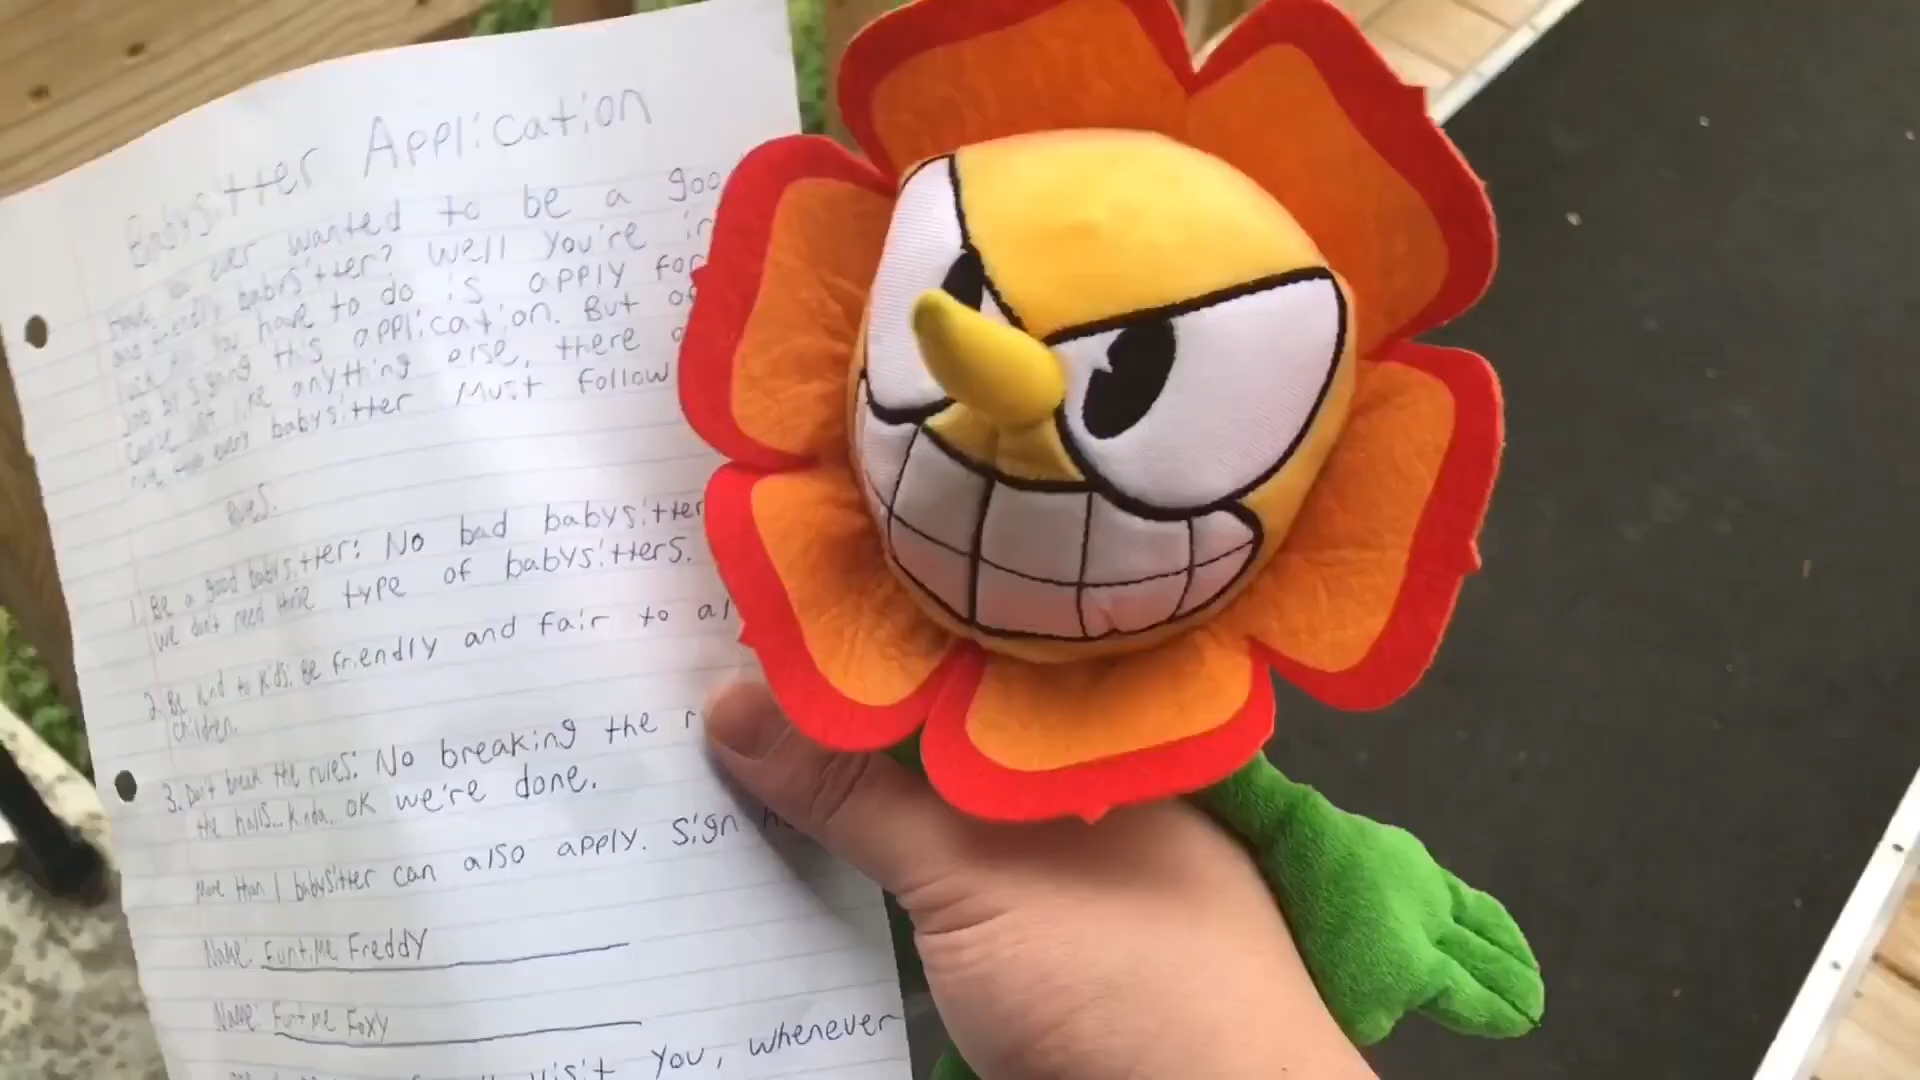 Babysitter Application
Have you ever wanted to be a goo
and friendly babysitter? Well you're in
luck All you have to do is apply for
Job by signing this application. But of
Course just like anything else, there a
rules every babysitter Must follow
Rules.
1. Be a good babysitter: No bad babysitter
We don't need those type of babysitters.
2. Be kind to kids. Be friendly and fair to al
children.
3. Don't break the rules: No breaking the r
the halls... Kinda. OK we're done.
More than 1 babysitter can also apply. Sign h
Name: Funtime Freddy
Name: Funtime Foxy
visit you, whenever